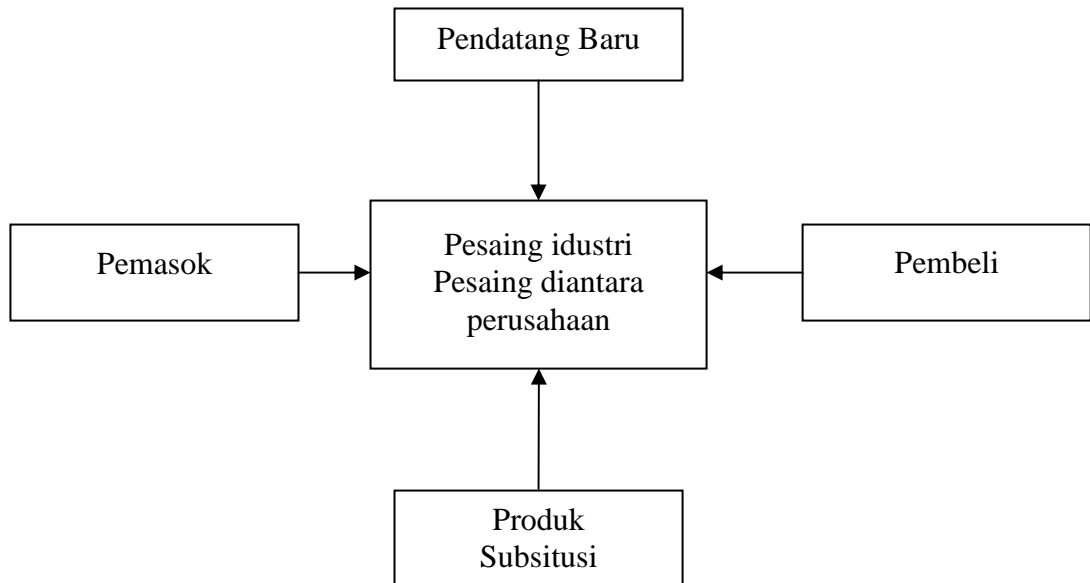 Pendatang Baru
Pemasok
Pesaing idustri
Pesaing diantara
perusahaan
Pembeli
Produk
Subsitusi